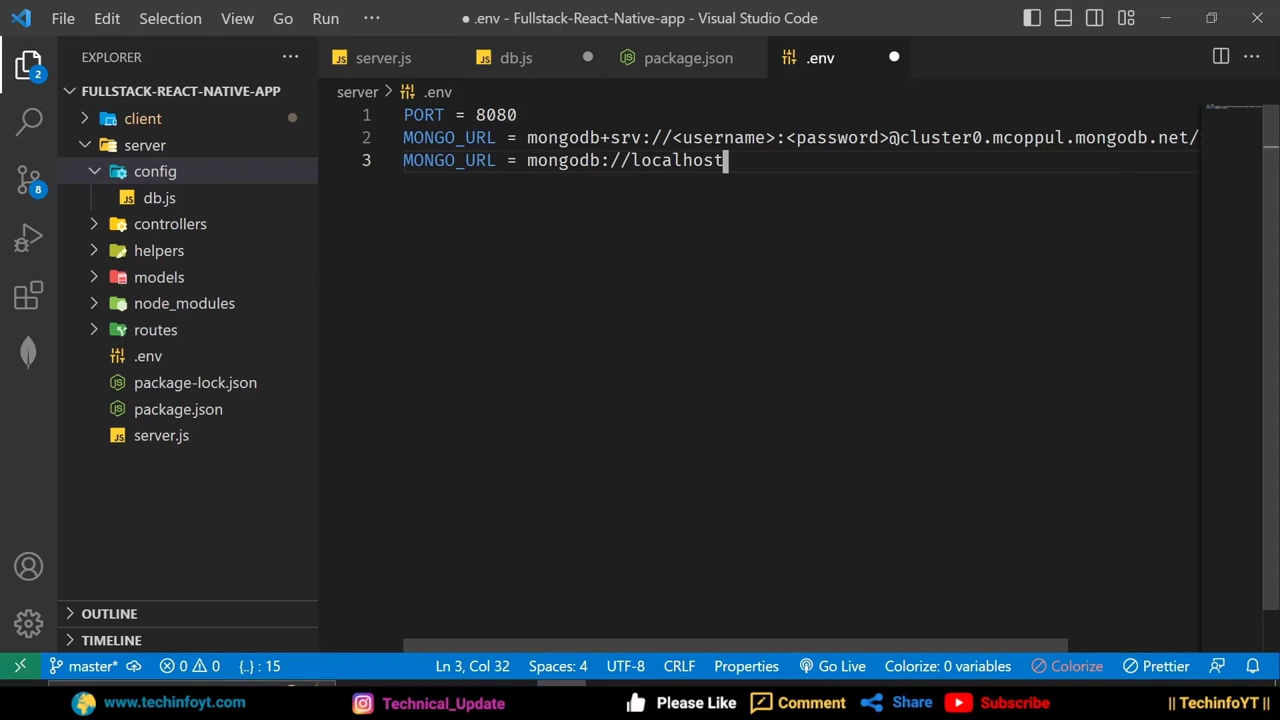 File Edit Selection View Go Run ··· ● .env - Fullstack-React-Native-app - Visual Studio Code
EXPLORER ···
server.js db.js package.json .env
FULLSTACK-REACT-NATIVE-APP
server > .env
client
server
config
db.js
controllers
helpers
models
node_modules
routes
.env
package-lock.json
package.json
server.js
OUTLINE
TIMELINE
2
8
1 PORT = 8080
2 MONGO_URL = mongodb+srv://<username>:<password>@cluster0.mcoppul.mongodb.net/
3 MONGO_URL = mongodb://localhost
master* 0 0 {..} : 15 Ln 3, Col 32 Spaces: 4 UTF-8 CRLF Properties Go Live Colorize: 0 variables Colorize Prettier
www.techinfoyt.com Technical_Update Please Like Comment Share Subscribe || TechinfoYT ||